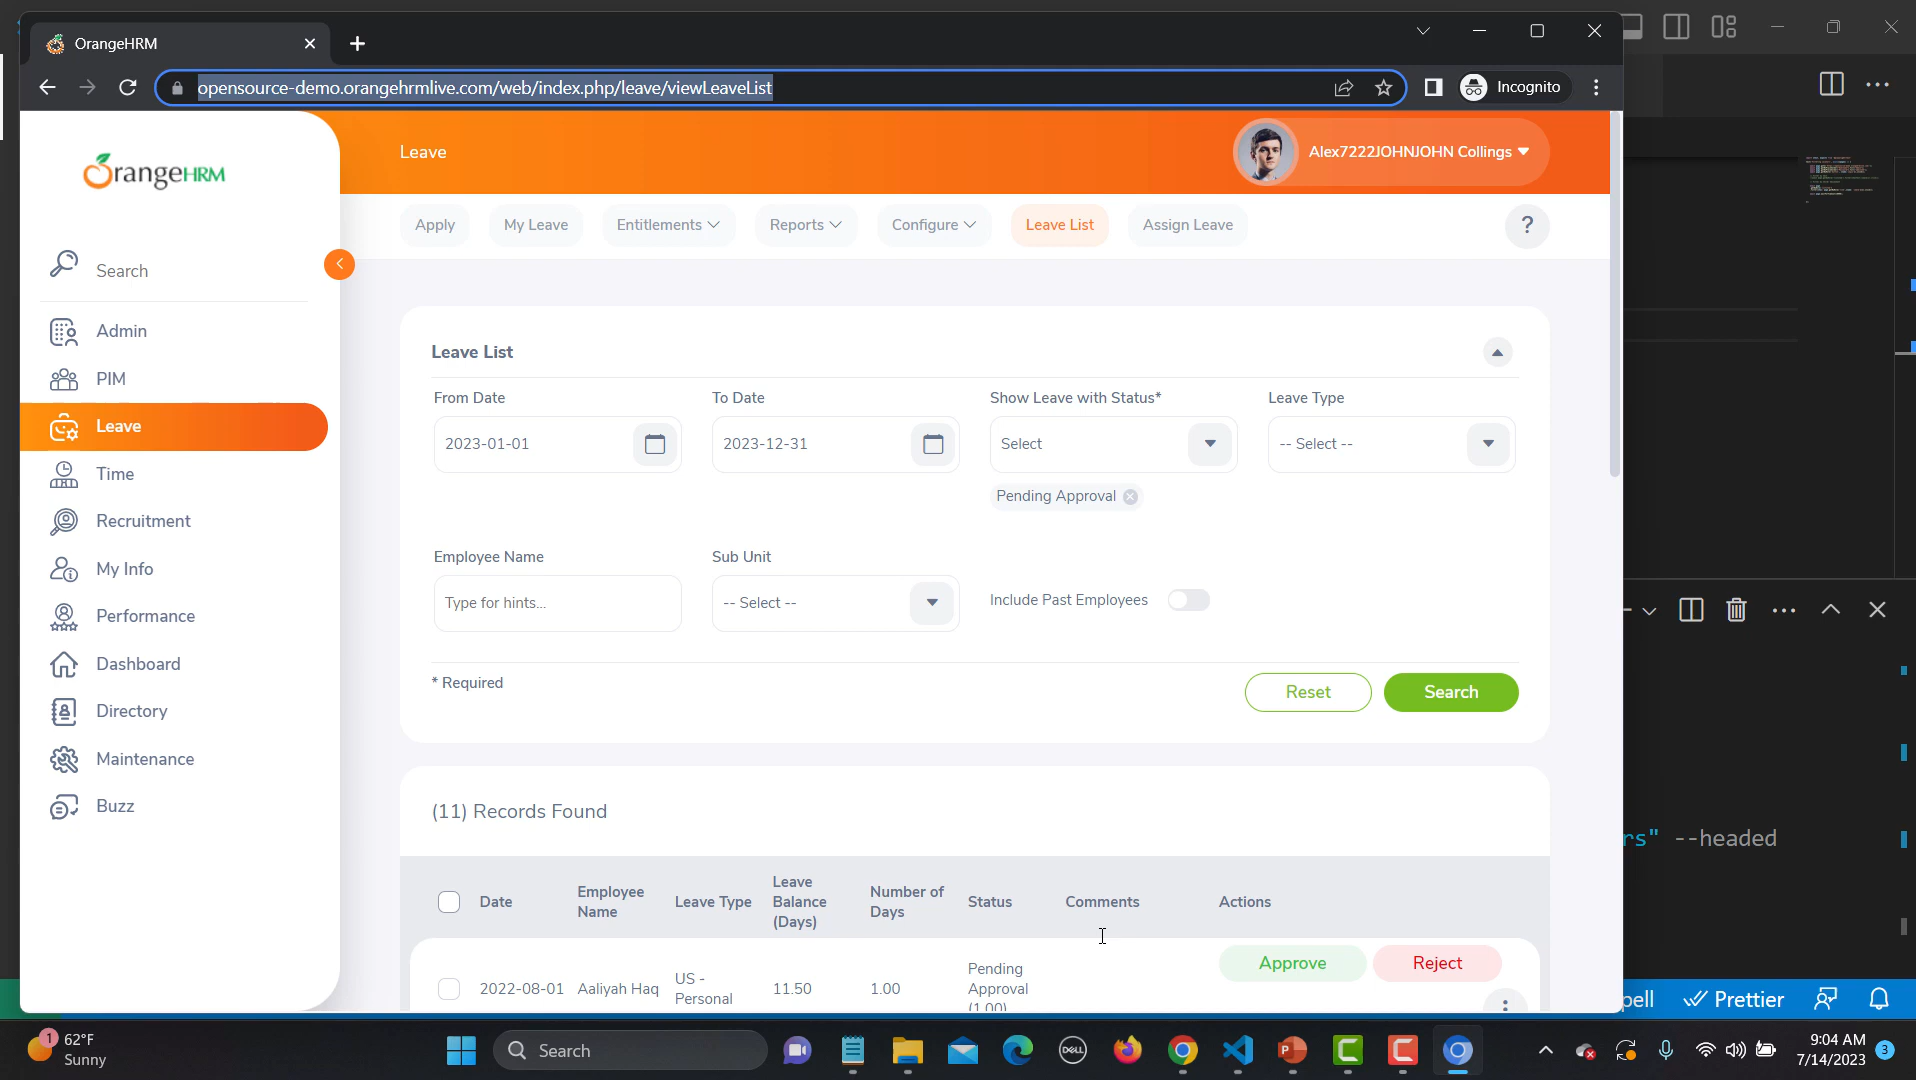 OrangeHRM
opensource-demo.orangehrmlive.com/web/index.php/leave/viewLeaveList
Incognito
OrangeHRM
Leave
Alex7222JOHNJOHN Collings
Apply
My Leave
Entitlements
Reports
Configure
Leave List
Assign Leave
?
Search
Admin
PIM
Leave
Time
Recruitment
My Info
Performance
Dashboard
Directory
Maintenance
Buzz
Leave List
From Date
To Date
Show Leave with Status*
Leave Type
2023-01-01
2023-12-31
Select
-- Select --
Pending Approval
Employee Name
Sub Unit
Type for hints...
-- Select --
Include Past Employees
* Required
Reset
Search
(11) Records Found
Date
Employee
Name
Leave Type
Leave
Balance
(Days)
Number of
Days
Status
Comments
Actions
2022-08-01
Aaliyah Haq
US -
Personal
11.50
1.00
Pending
Approval
(1.00)
Approve
Reject
rs" --headed
pell
Prettier
1
62°F
Sunny
Search
DELL
9:04 AM
7/14/2023
3